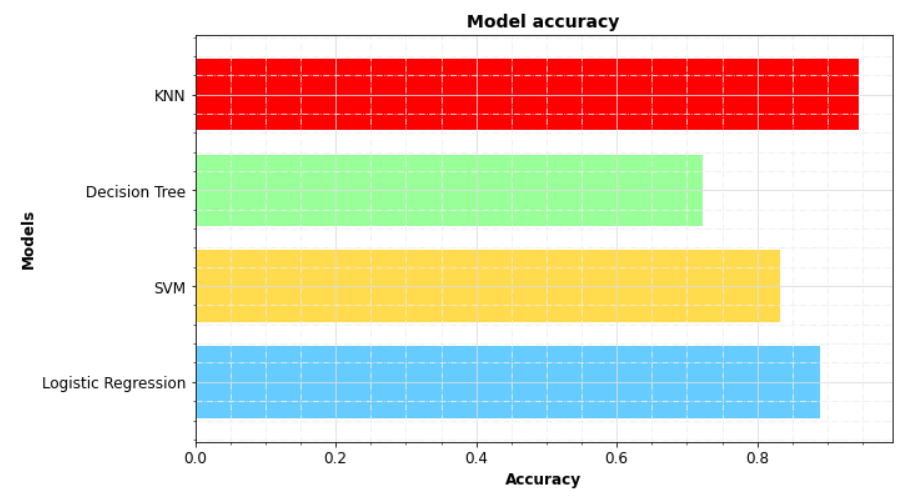 Model accuracy
KNN
Decision Tree
SVM
Logistic Regression
Models
0.0 0.2 0.4 0.6 0.8
Accuracy